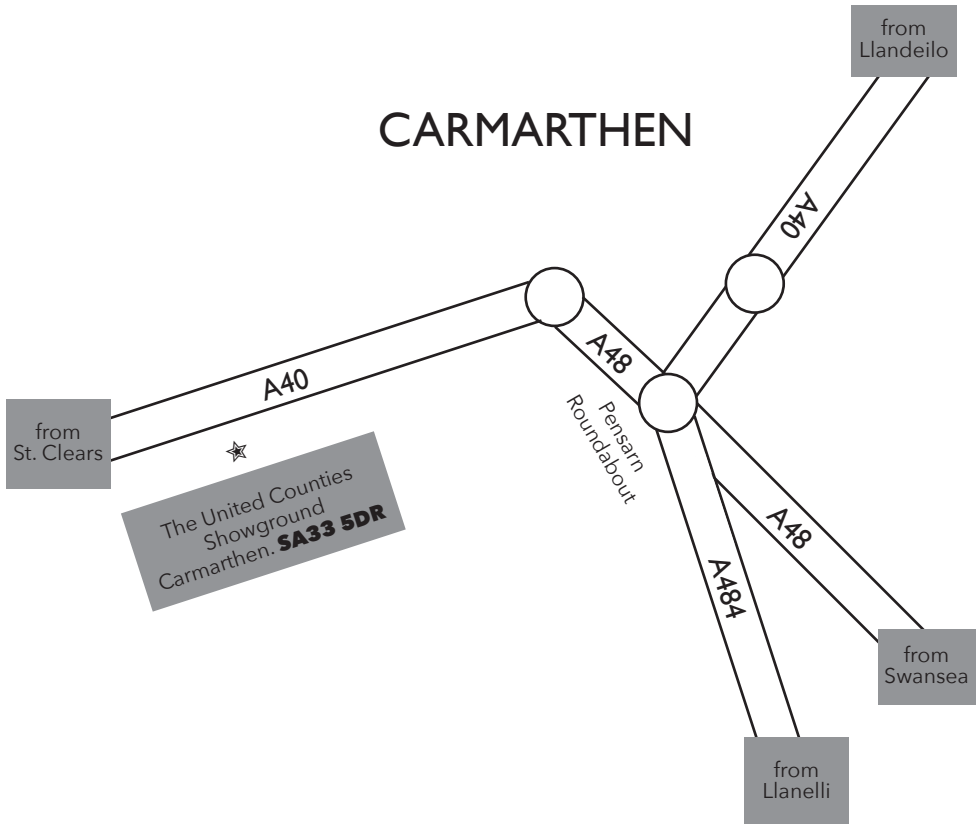 from
Llandeilo
CARMARTHEN
A40
A48
A40
Pensarn
Roundabout
from
St. Clears
The United Counties
Showground
Carmarthen. SA33 5DR
A48
A484
from
Swansea
from
Llanelli